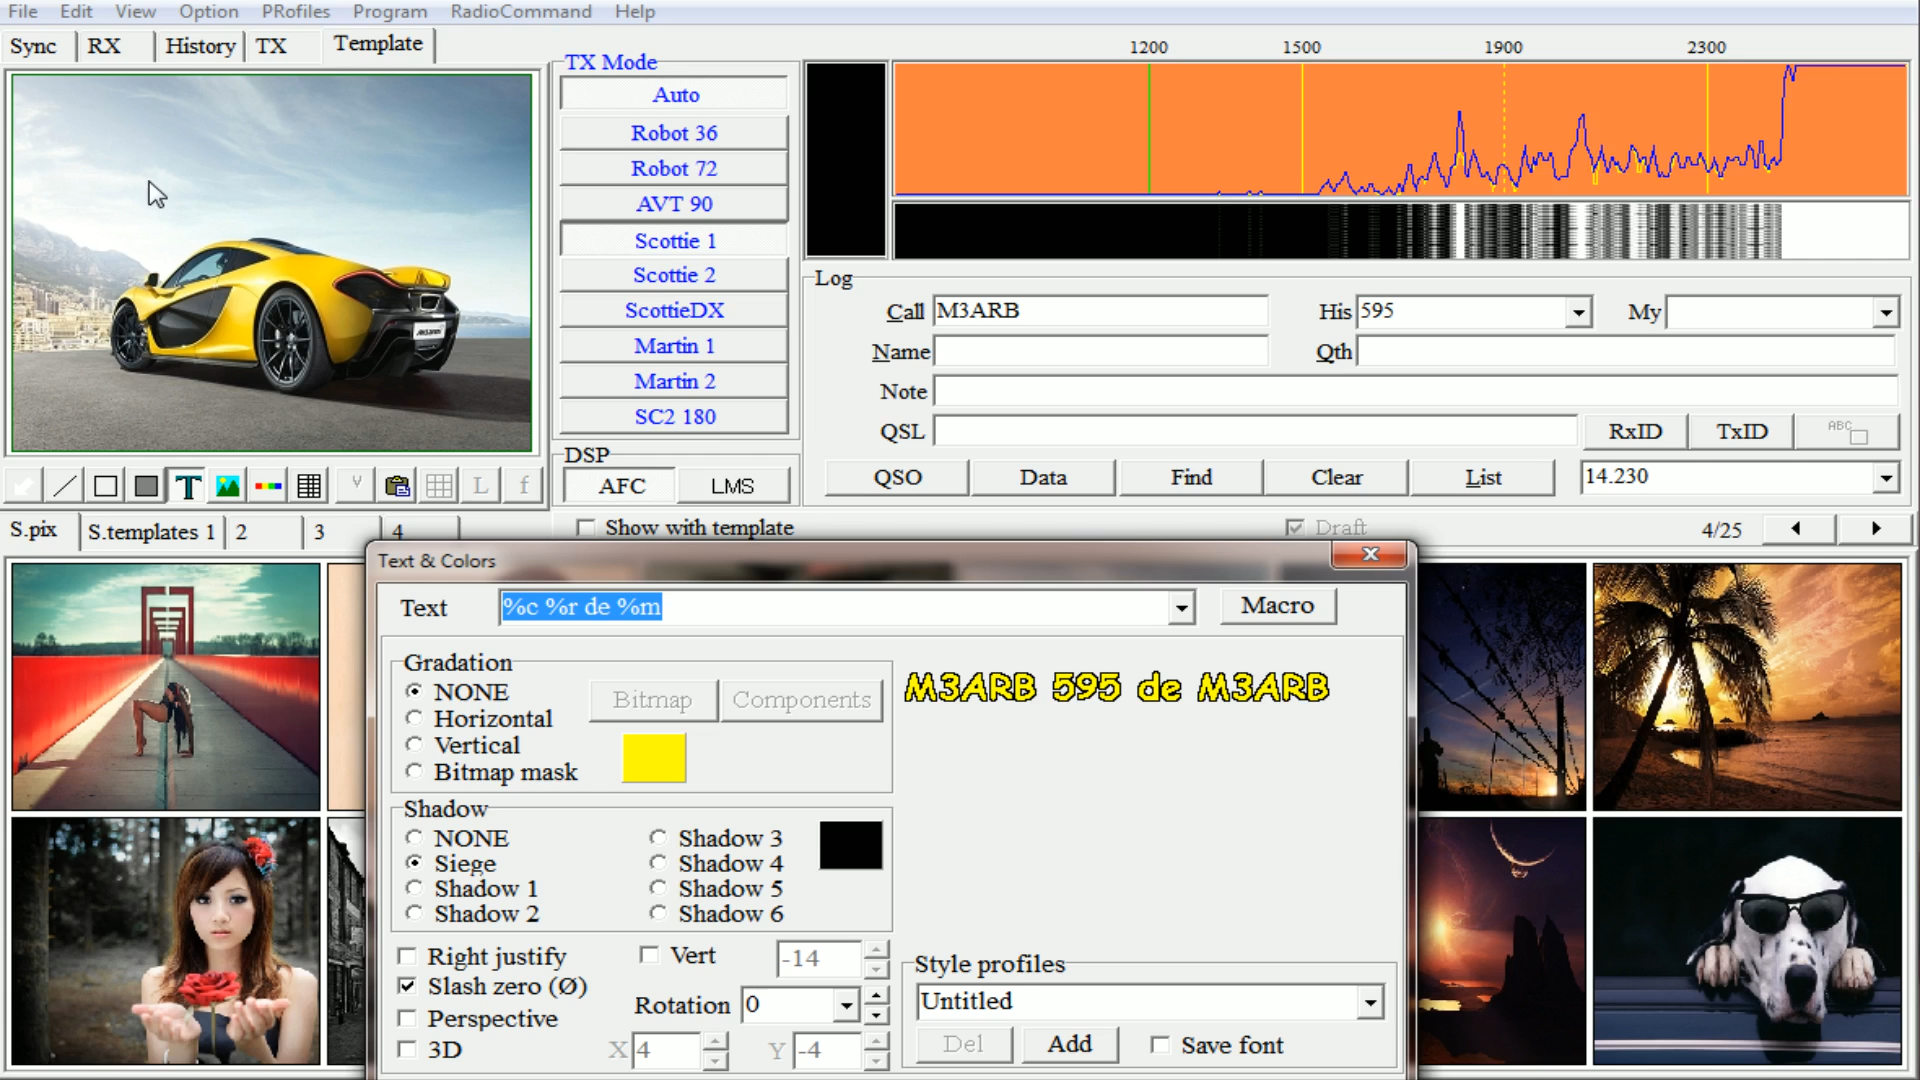 File Edit View Option PRofiles Program RadioCommand Help
Sync RX History TX Template
1200 1500 1900 2300
TX Mode
Auto
Robot 36
Robot 72
AVT 90
Scottie 1
Scottie 2
ScottieDX
Martin 1
Martin 2
SC2 180
DSP
AFC LMS
Log
Call M3ARB His 595 My
Name Qth
Note
QSL RxID TxID ABC
QSO Data Find Clear List 14.230
T Y L f
S.pix S.templates 1 2 3 4
Show with template Draft 4/25
Text & Colors
Text %c %r de %m Macro
Gradation
NONE
Horizontal
Vertical
Bitmap mask
Bitmap Components
M3ARB 595 de M3ARB
Shadow
NONE
Siege
Shadow 1
Shadow 2
Shadow 3
Shadow 4
Shadow 5
Shadow 6
Right justify
Slash zero (Ø)
Perspective
3D
Vert -14
Rotation 0
X 4 Y -4
Style profiles
Untitled
Del Add Save font